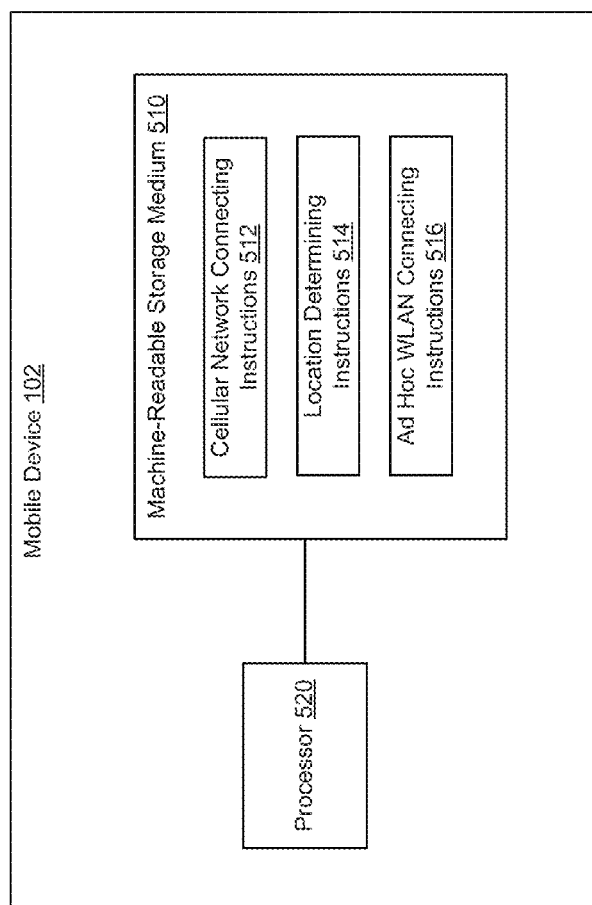 Mobile Device 102
Machine-Readable Storage Medium 510
Cellular Network Connecting
Instructions 512
Location Determining
Instructions 514
Ad Hoc WLAN Connecting
Instructions 516
Processor 520